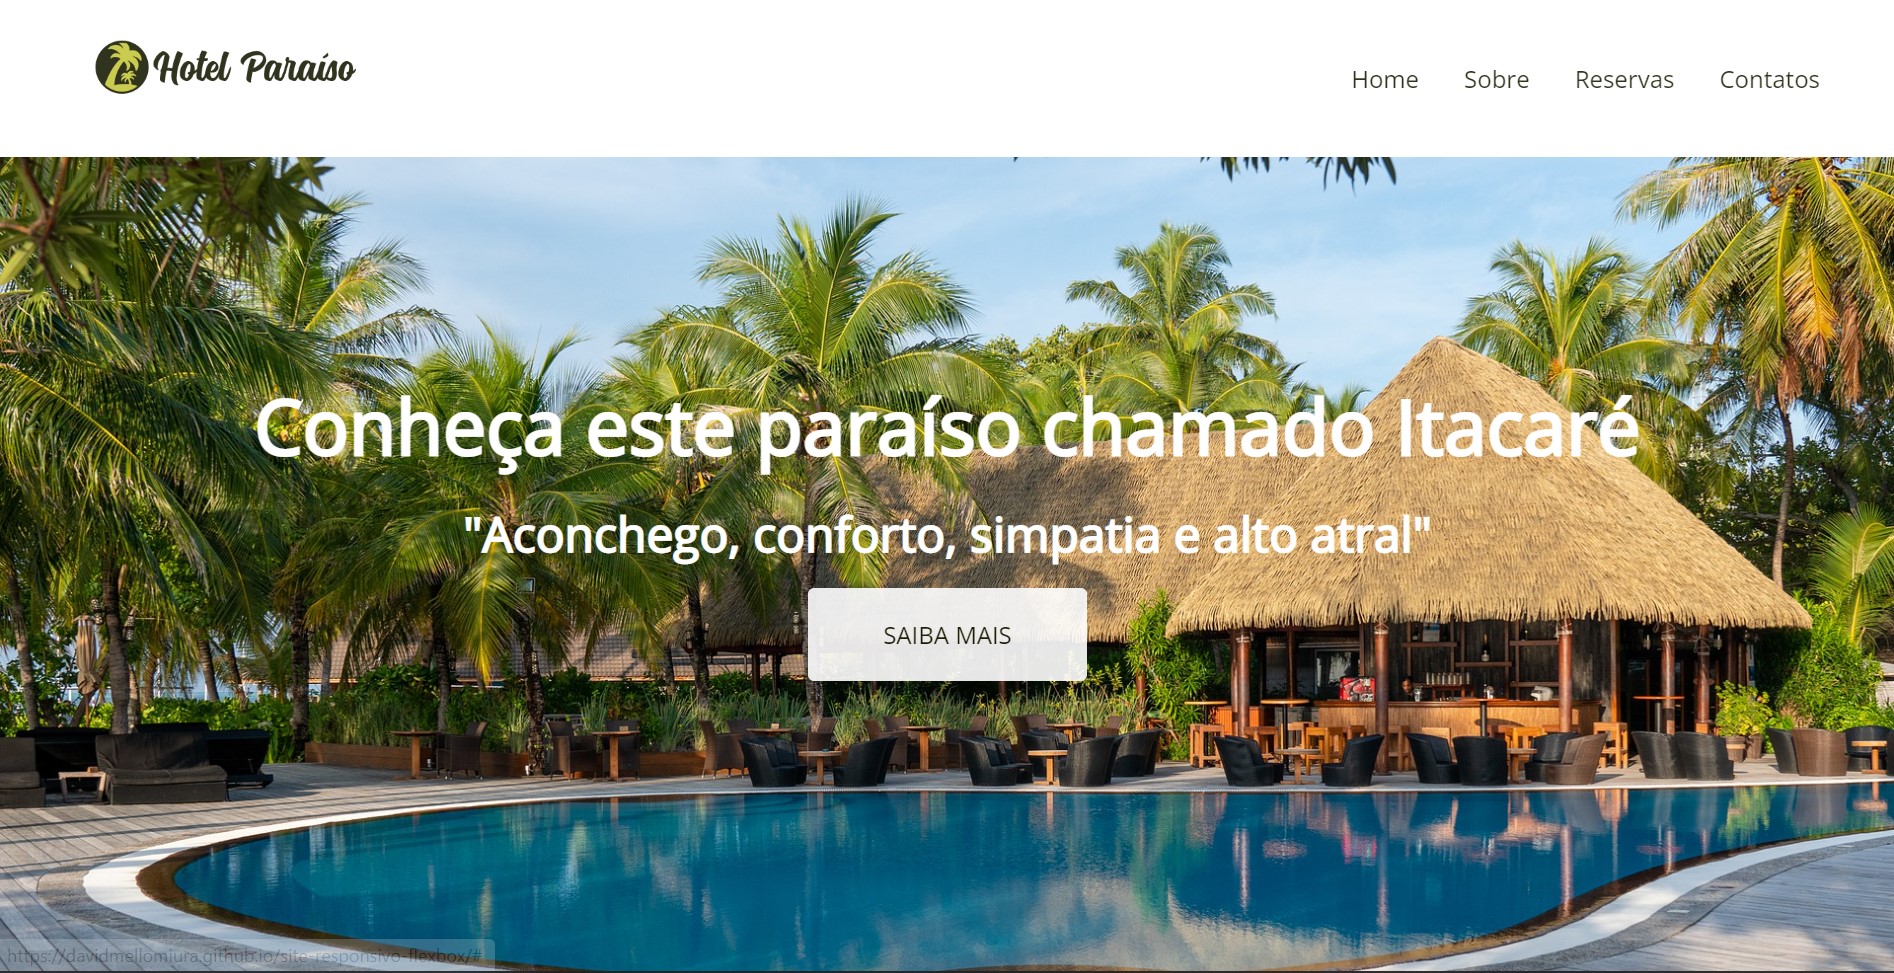 Hotel Paraíso
Home Sobre Reservas Contatos
Conheça este paraíso chamado Itacaré
"Aconchego, conforto, simpatia e alto atral"
SAIBA MAIS
https://davidmellomiura.github.io/site-responsivo-flexbox/#